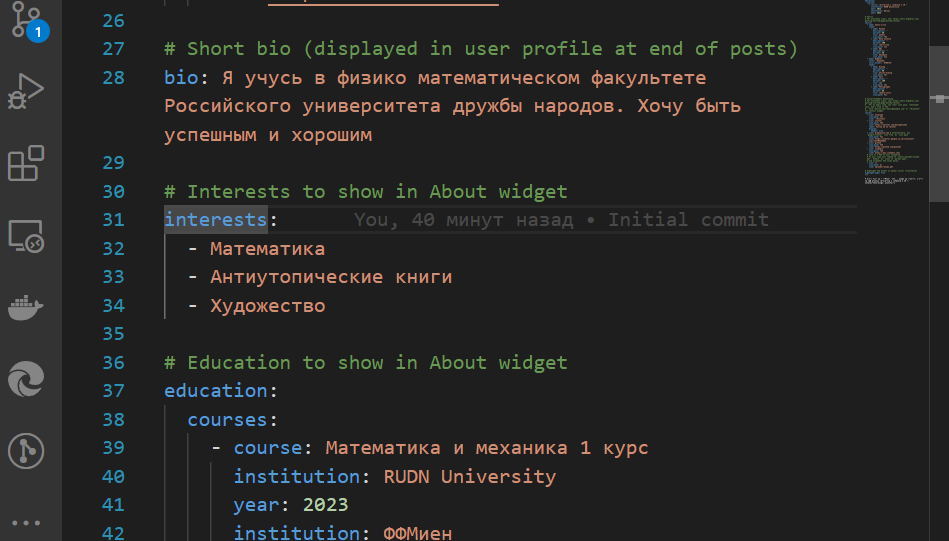 1
26
27 # Short bio (displayed in user profile at end of posts)
28 bio: Я учусь в физико математическом факультете
Российского университета дружбы народов. Хочу быть
успешным и хорошим
29
30 # Interests to show in About widget
31 interests: You, 40 минут назад • Initial commit
32 - Математика
33 - Антиутопические книги
34 - Художество
35
36 # Education to show in About widget
37 education:
38 courses:
39 - course: Математика и механика 1 курс
40 institution: RUDN University
41 year: 2023
42 institution: ФФМиен